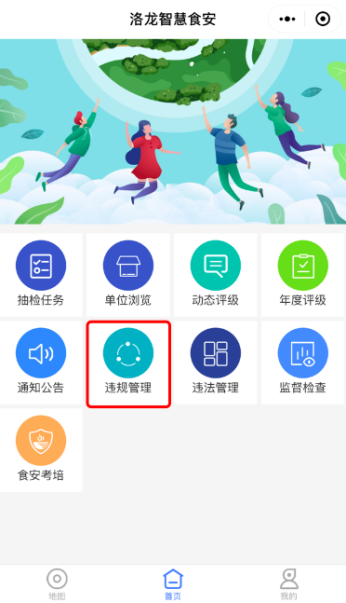 洛龙智慧食安
抽检任务
单位浏览
动态评级
年度评级
通知公告
违规管理
违法管理
监督检查
食安考培
地图
首页
我的